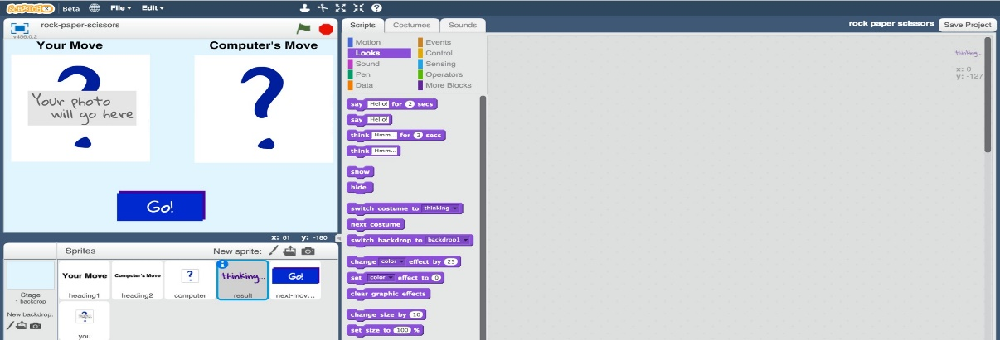 SCRATCHX Beta File Edit
rock-paper-scissors
v456.0.2
Your Move
Computer's Move
?
Your photo
will go here
?
Go!
x: 61 y: -160
Sprites
New sprite:
Stage
1 backdrop
New backdrop:
Your Move
heading1
Computer's Move
heading2
?
computer
thinking...
result
Go!
next-mov...
?
you
Scripts Costumes Sounds
Motion
Looks
Sound
Pen
Data
Events
Control
Sensing
Operators
More Blocks
say Hello! for 2 secs
say Hello!
think Hmm... for 2 secs
think Hmm...
show
hide
switch costume to thinking
next costume
switch backdrop to backdrop1
change color effect by 25
set color effect to 0
clear graphic effects
change size by 10
set size to 100 %
rock paper scissors
Save Project
thinking...
x: 0
y: -127